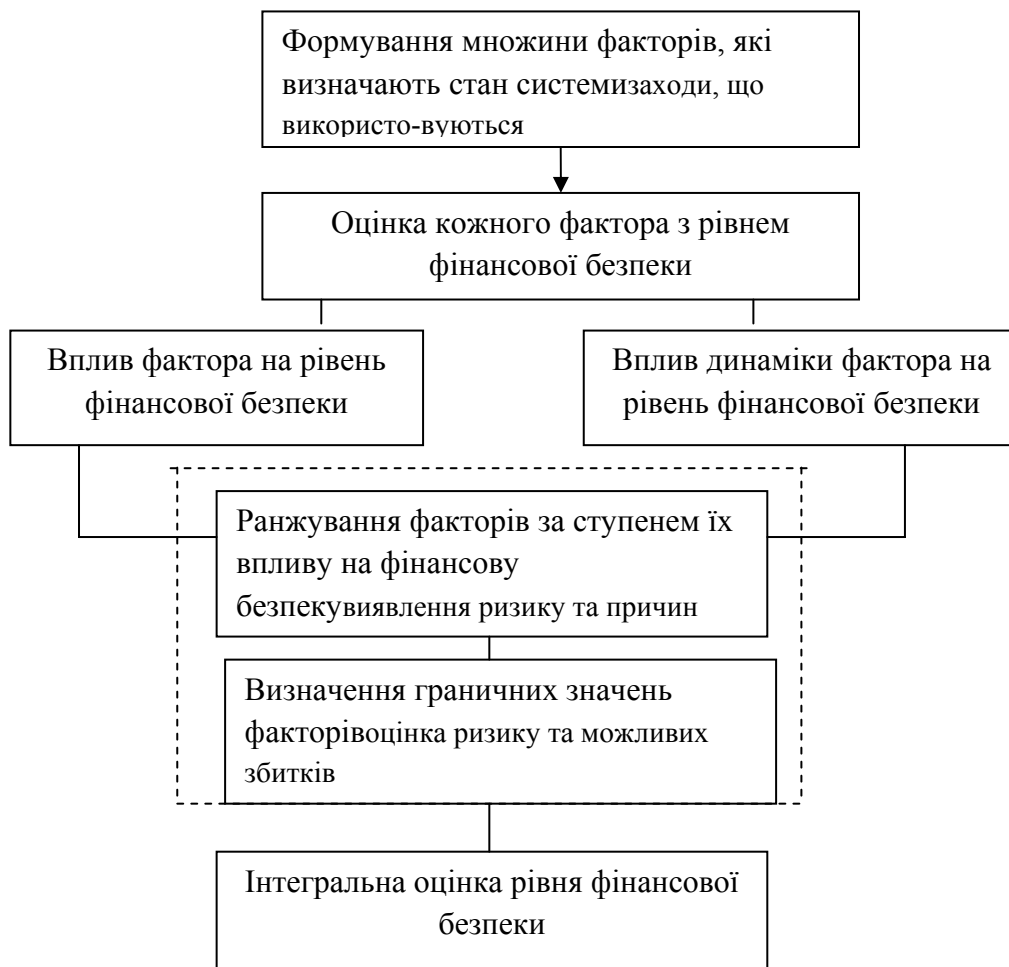 Формування множини факторів, які
визначають стан системизаходи, що
використо-вуються
Оцінка кожного фактора з рівнем
фінансової безпеки
Вплив фактора на рівень
фінансової безпеки
Вплив динаміки фактора на
рівень фінансової безпеки
Ранжування факторів за ступенем їх
впливу на фінансову
безпекувиявлення ризику та причин
Визначення граничних значень
факторівоцінка ризику та можливих
збитків
Інтегральна оцінка рівня фінансової
безпеки